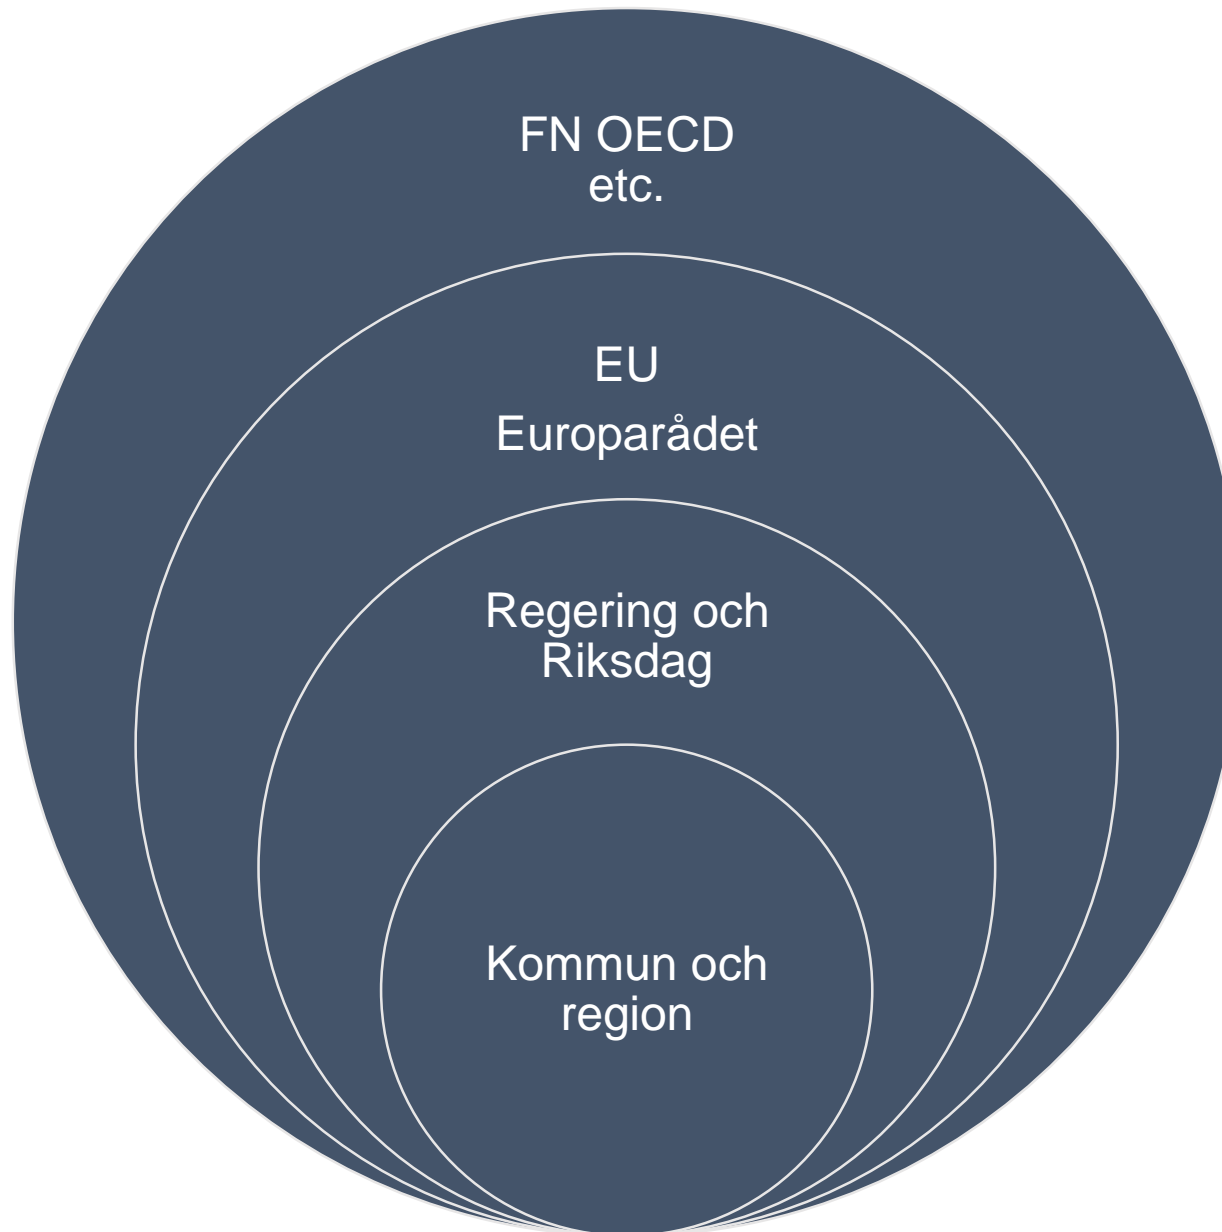 FN OECD
etc.
EU
Europarådet
Regering och
Riksdag
Kommun och
region